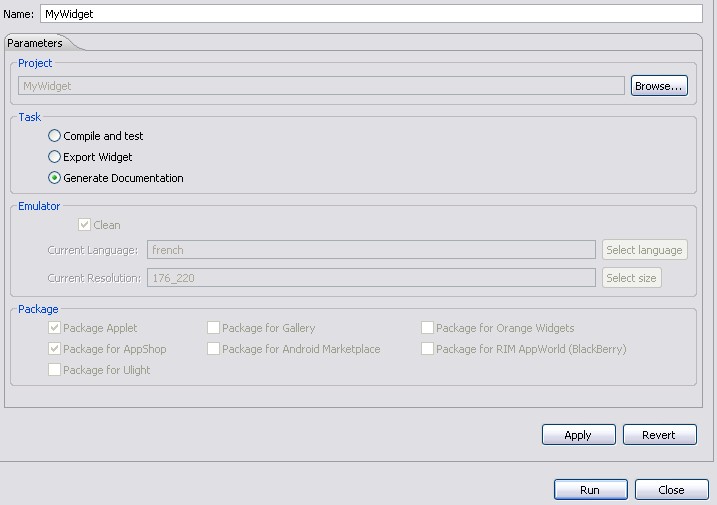 Name: MyWidget
Parameters
Project
MyWidget Browse...
Task
Compile and test
Export Widget
Generate Documentation
Emulator
Clean
Current Language: french Select language
Current Resolution: 176_220 Select size
Package
Package Applet Package for Gallery Package for Orange Widgets
Package for AppShop Package for Android Marketplace Package for RIM AppWorld (BlackBerry)
Package for Ulight
Apply Revert
Run Close